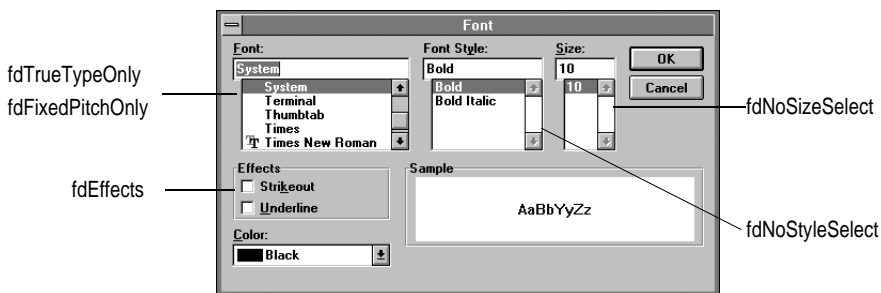 Font
Font: Font Style: Size:
System Bold 10 OK
System Bold 10 Cancel
Terminal Bold Italic
Thumbtab
Times
Times New Roman
fdTrueTypeOnly
fdFixedPitchOnly
fdNoSizeSelect
Effects Sample
Strikeout
Underline
AaBbYyZz
fdEffects
fdNoStyleSelect
Color:
Black